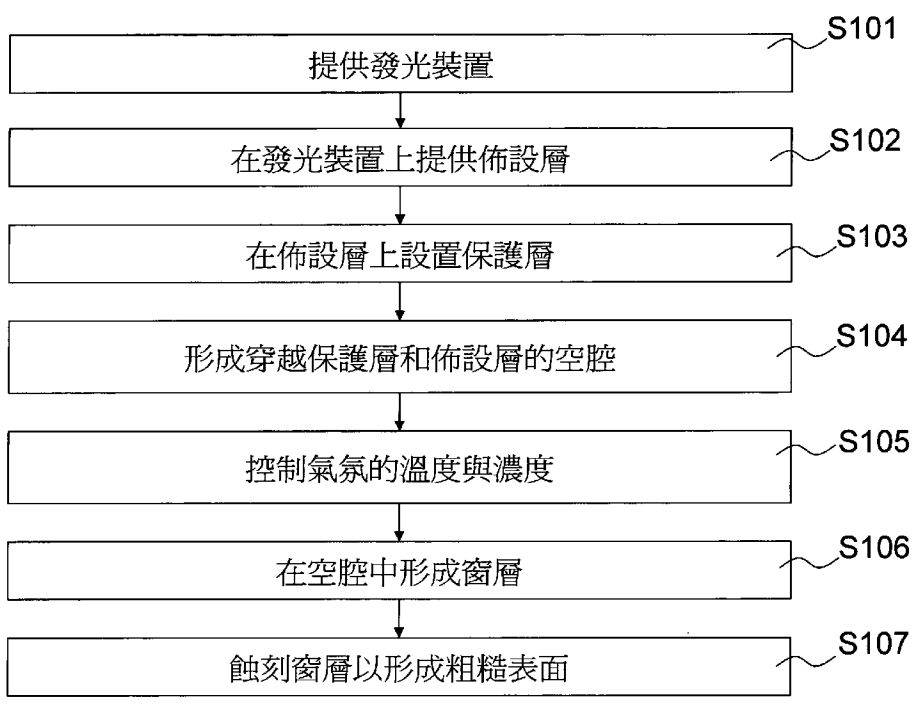 S101
提供發光裝置
S102
在發光裝置上提供佈設層
S103
在佈設層上設置保護層
S104
形成穿越保護層和佈設層的空腔
S105
控制氣氛的溫度與濃度
S106
在空腔中形成窗層
S107
蝕刻窗層以形成粗糙表面